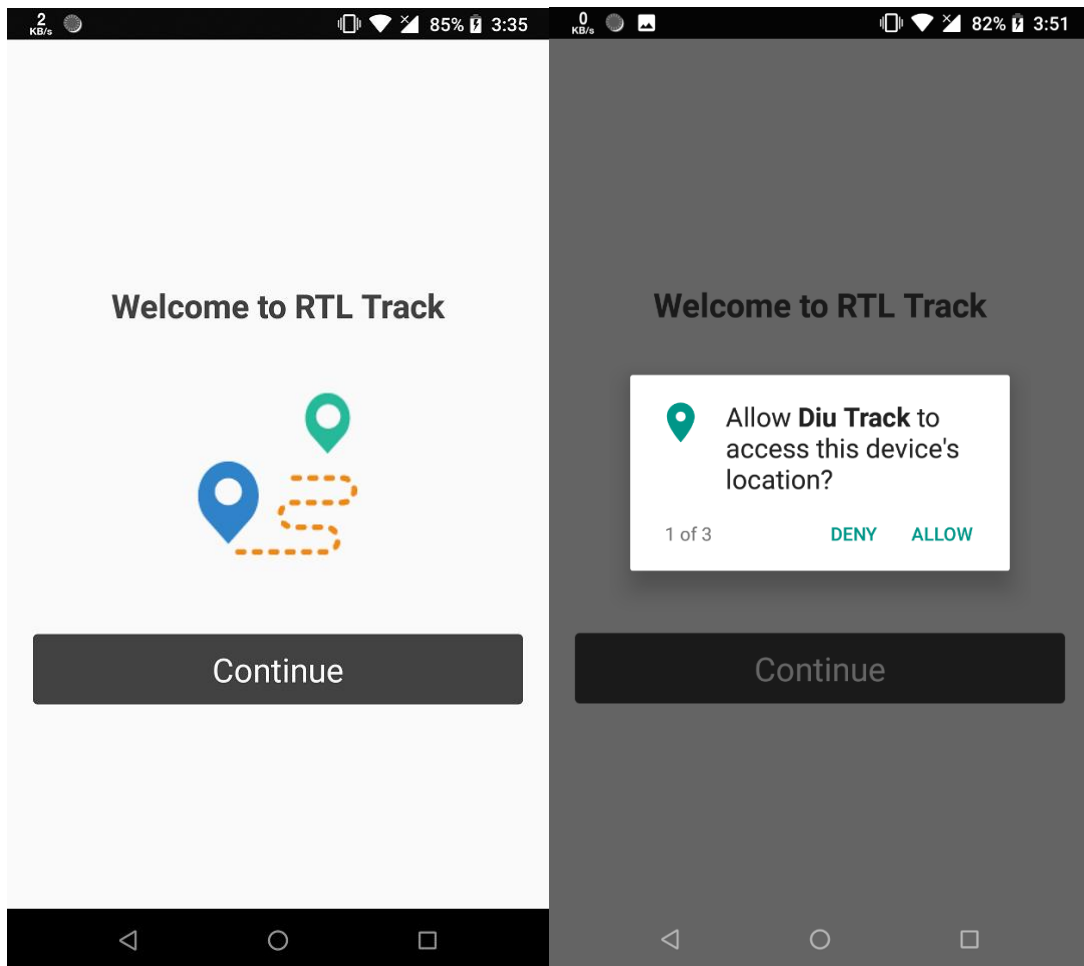 2
KB/s
85% 3:35
Welcome to RTL Track
Continue
0
KB/s
82% 3:51
Welcome to RTL Track
Allow Diu Track to
access this device's
location?
1 of 3 DENY ALLOW
Continue